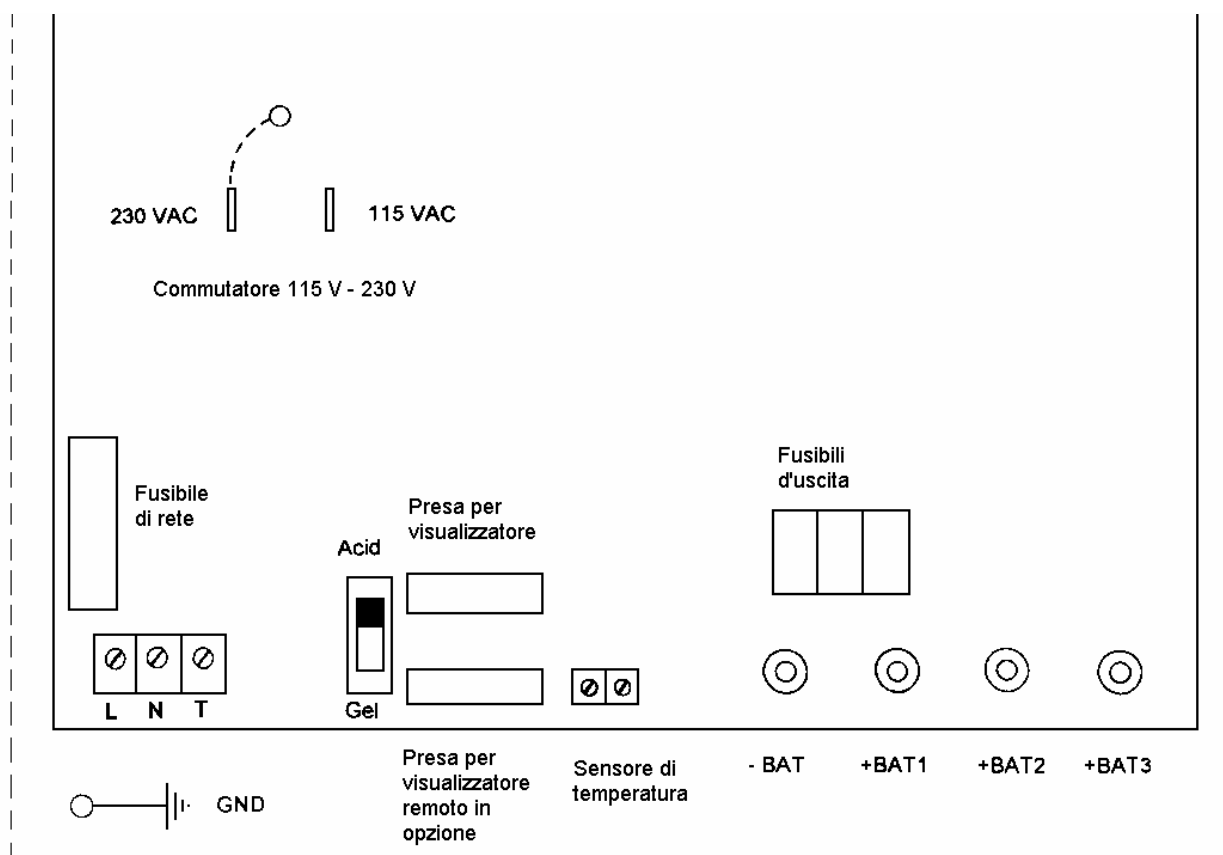 230 VAC
115 VAC
Commutatore 115 V - 230 V
Fusibile
di rete
Acid
Presa per
visualizzatore
Fusibili
d'uscita
L N T
Gel
Presa per
visualizzatore
remoto in
opzione
Sensore di
temperatura
- BAT
+BAT1
+BAT2
+BAT3
GND